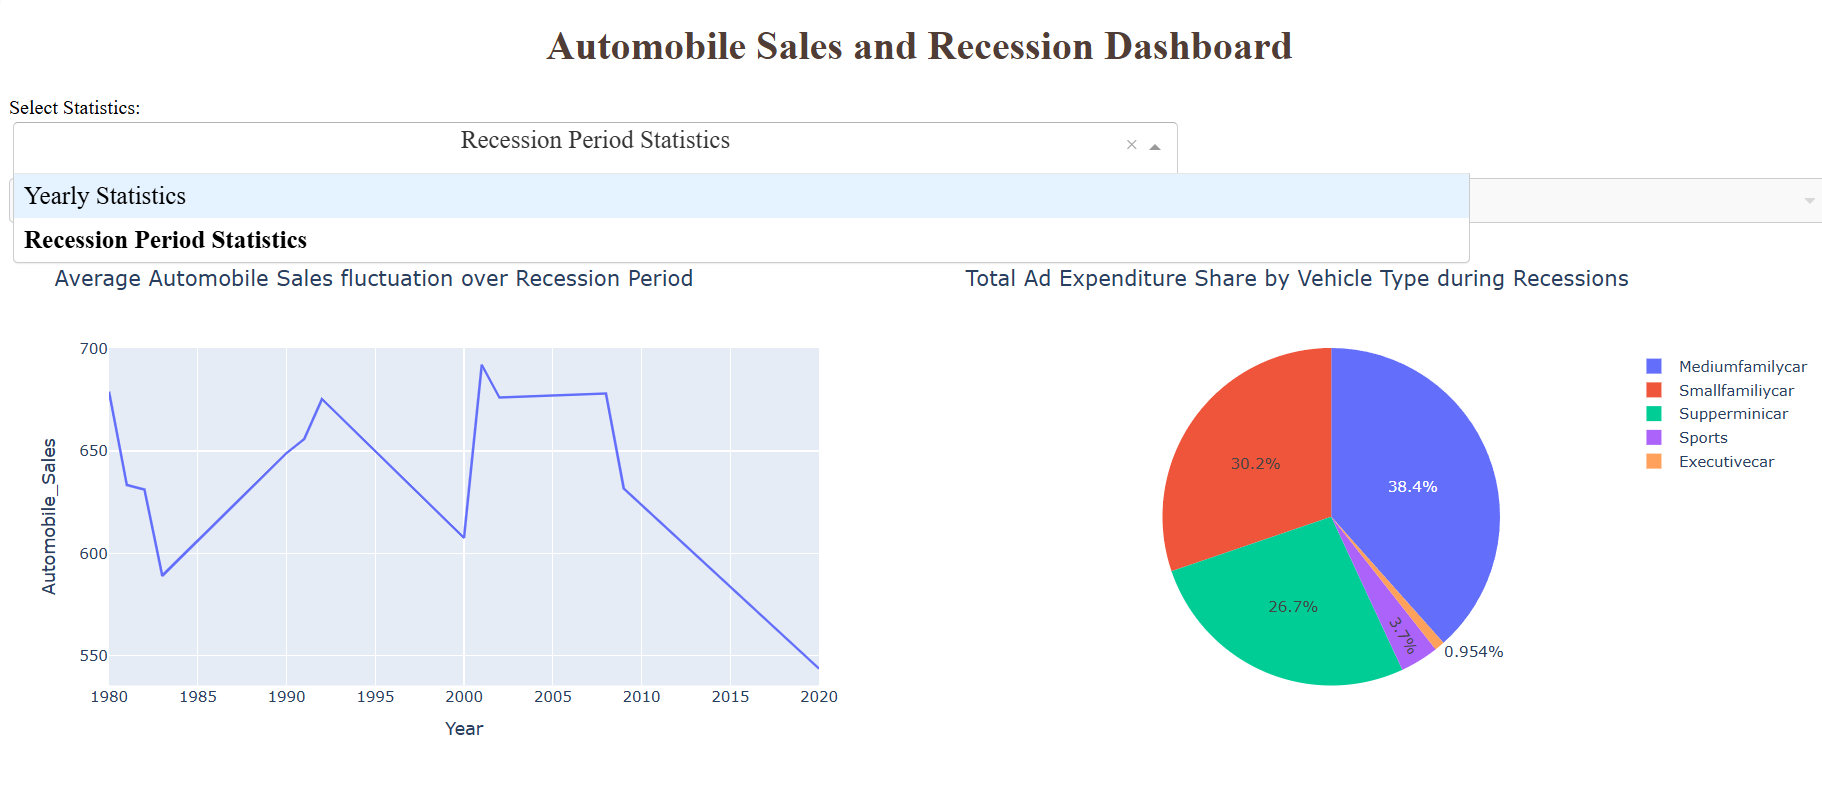 Automobile Sales and Recession Dashboard
Select Statistics:
Recession Period Statistics ×
Yearly Statistics
Recession Period Statistics
Average Automobile Sales fluctuation over Recession Period
700
650
600
550
Automobile_Sales
1980 1985 1990 1995 2000 2005 2010 2015 2020
Year
Total Ad Expenditure Share by Vehicle Type during Recessions
38.4%
30.2%
26.7%
3.7%
0.954%
Mediumfamilycar
Smallfamiliycar
Supperminicar
Sports
Executivecar